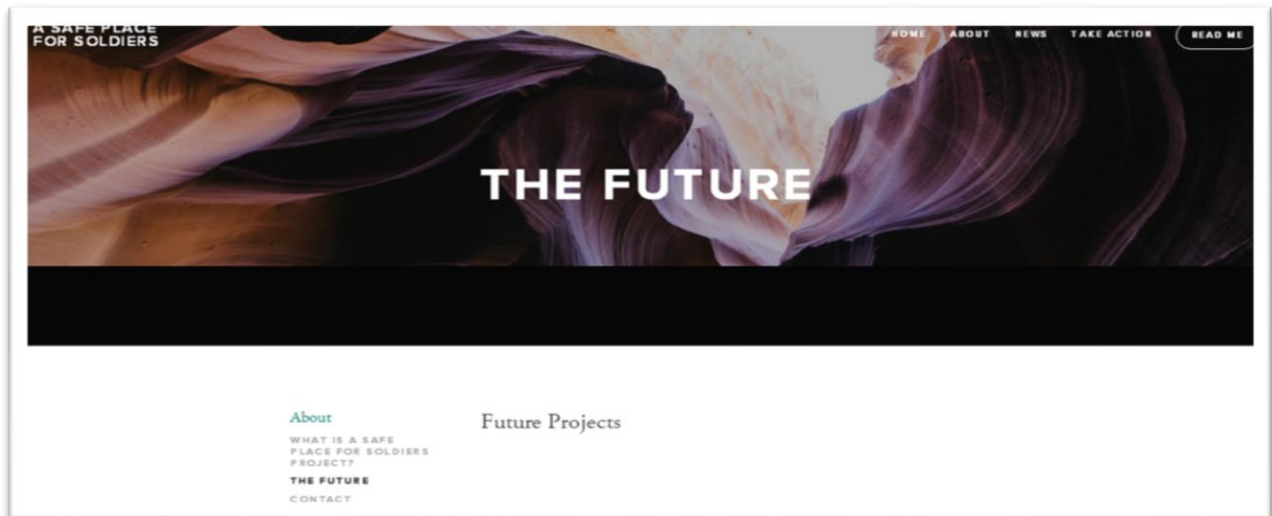 A SAFE PLACE
FOR SOLDIERS
HOME ABOUT NEWS TAKE ACTION READ ME
THE FUTURE
About
WHAT IS A SAFE
PLACE FOR SOLDIERS
PROJECT?
THE FUTURE
CONTACT
Future Projects